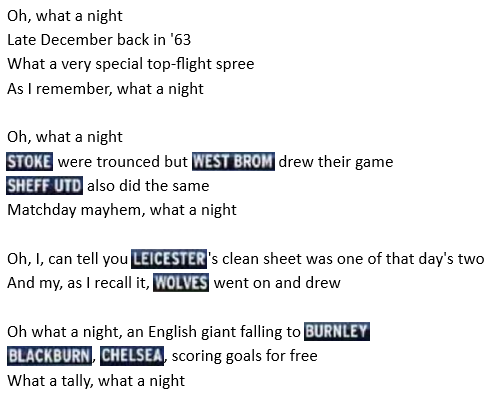 Oh, what a night
Late December back in '63
What a very special top-flight spree
As I remember, what a night
Oh, what a night
STOKE were trounced but WEST BROM drew their game
SHEFF UTD also did the same
Matchday mayhem, what a night
Oh, I, can tell you LEICESTER's clean sheet was one of that day's two
And my, as I recall it, WOLVES went on and drew
Oh what a night, an English giant falling to BURNLEY
BLACKBURN, CHELSEA, scoring goals for free
What a tally, what a night